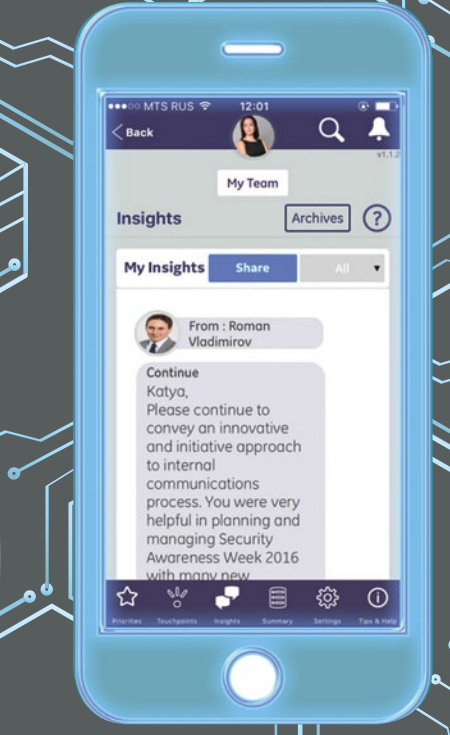 MTS RUS 12:01
Back
v1.1.2
My Team
Insights Archives ?
My Insights Share All
From : Roman
Vladimirov
Continue
Katya,
Please continue to
convey an innovative
and initiative approach
to internal
communications
process. You were very
helpful in planning and
managing Security
Awareness Week 2016
with many new
Priorities Touchpoints Insights Summary Settings Tips & Help